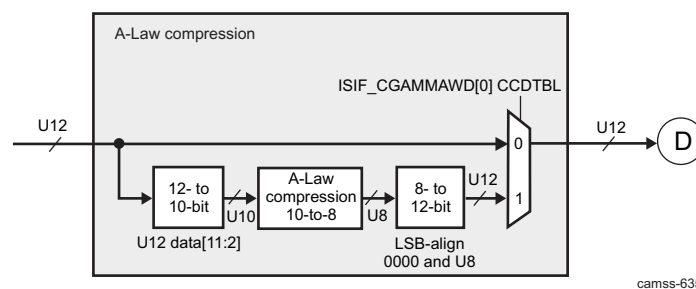 A-Law compression
ISIF_CGAMMAWD[0] CCDTBL
U12
U12
0
D
12- to
10-bit
U10
A-Law
compression
10-to-8
U8
8- to
12-bit
U12
1
U12 data[11:2]
LSB-align
0000 and U8